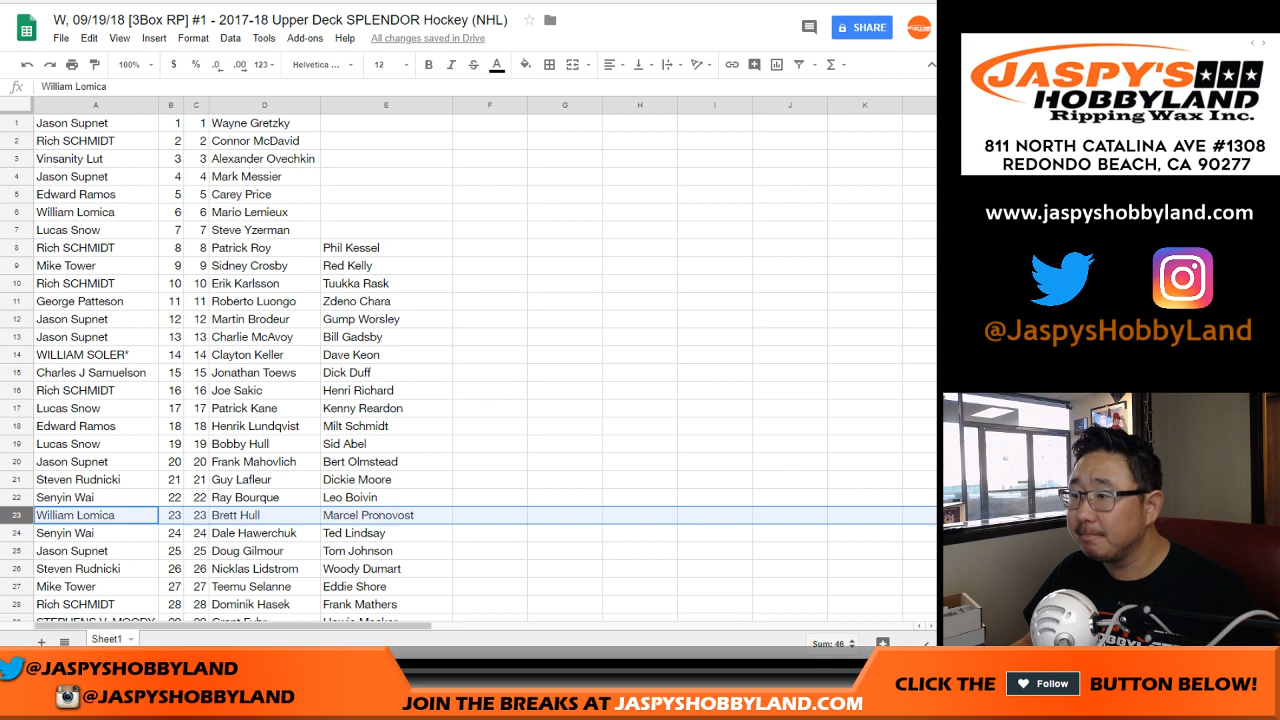 W, 09/19/18 [3Box RP] #1 - 2017-18 Upper Deck SPLENDOR Hockey (NHL)
File Edit View Insert Format Data Tools Add-ons Help All changes saved in Drive
SHARE
100% $ % .0 .00 123 Helvetica ... 12 B I S A
fx William Lomica
A B C D E F G H I J K
1 Jason Supnet 1 1 Wayne Gretzky
2 Rich SCHMIDT 2 2 Connor McDavid
3 Vinsanity Lut 3 3 Alexander Ovechkin
4 Jason Supnet 4 4 Mark Messier
5 Edward Ramos 5 5 Carey Price
6 William Lomica 6 6 Mario Lemieux
7 Lucas Snow 7 7 Steve Yzerman
8 Rich SCHMIDT 8 8 Patrick Roy Phil Kessel
9 Mike Tower 9 9 Sidney Crosby Red Kelly
10 Rich SCHMIDT 10 10 Erik Karlsson Tuukka Rask
11 George Patteson 11 11 Roberto Luongo Zdeno Chara
12 Jason Supnet 12 12 Martin Brodeur Gump Worsley
13 Jason Supnet 13 13 Charlie McAvoy Bill Gadsby
14 WILLIAM SOLER* 14 14 Clayton Keller Dave Keon
15 Charles J Samuelson 15 15 Jonathan Toews Dick Duff
16 Rich SCHMIDT 16 16 Joe Sakic Henri Richard
17 Lucas Snow 17 17 Patrick Kane Kenny Reardon
18 Edward Ramos 18 18 Henrik Lundqvist Milt Schmidt
19 Lucas Snow 19 19 Bobby Hull Sid Abel
20 Jason Supnet 20 20 Frank Mahovlich Bert Olmstead
21 Steven Rudnicki 21 21 Guy Lafleur Dickie Moore
22 Senyin Wai 22 22 Ray Bourque Leo Boivin
23 William Lomica 23 23 Brett Hull Marcel Pronovost
24 Senyin Wai 24 24 Dale Hawerchuk Ted Lindsay
25 Jason Supnet 25 25 Doug Gilmour Tom Johnson
26 Steven Rudnicki 26 26 Nicklas Lidstrom Woody Dumart
27 Mike Tower 27 27 Teemu Selanne Eddie Shore
28 Rich SCHMIDT 28 28 Dominik Hasek Frank Mathers
Sheet1
Sum: 46
JASPY'S
HOBBYLAND
Ripping Wax Inc.
811 NORTH CATALINA AVE #1308
REDONDO BEACH, CA 90277
www.jaspyshobbyland.com
@JaspysHobbyLand
@JASPYSHOBBYLAND
@JASPYSHOBBYLAND
JOIN THE BREAKS AT JASPYSHOBBYLAND.COM
CLICK THE Follow BUTTON BELOW!